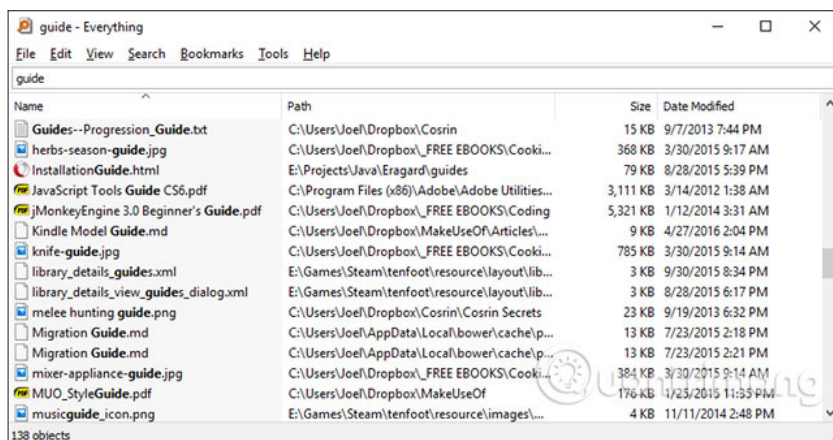 guide - Everything
File Edit View Search Bookmarks Tools Help
guide
Name Path Size Date Modified
Guides--Progression_Guide.txt C:\Users\Joel\Dropbox\Cosrin 15 KB 9/7/2013 7:44 PM
herbs-season-guide.jpg C:\Users\Joel\Dropbox\_FREE EBOOKS\Cooki... 368 KB 3/30/2015 9:17 AM
InstallationGuide.html E:\Projects\Java\Eragard\guides 79 KB 8/28/2015 5:39 PM
JavaScript Tools Guide CS6.pdf C:\Program Files (x86)\Adobe\Adobe Utilities... 3,111 KB 3/14/2012 1:38 AM
jMonkeyEngine 3.0 Beginner's Guide.pdf C:\Users\Joel\Dropbox\_FREE EBOOKS\Coding 5,321 KB 1/12/2014 3:31 AM
Kindle Model Guide.md C:\Users\Joel\Dropbox\MakeUseOf\Articles\... 9 KB 4/27/2016 2:04 PM
knife-guide.jpg C:\Users\Joel\Dropbox\_FREE EBOOKS\Cooki... 785 KB 3/30/2015 9:14 AM
library_details_guides.xml E:\Games\Steam\tenfoot\resource\layout\lib... 3 KB 9/30/2015 8:34 PM
library_details_view_guides_dialog.xml E:\Games\Steam\tenfoot\resource\layout\lib... 3 KB 8/28/2015 6:17 PM
melee hunting guide.png C:\Users\Joel\Dropbox\Cosrin\Cosrin Secrets 23 KB 9/19/2013 6:32 PM
Migration Guide.md C:\Users\Joel\AppData\Local\bower\cache\p... 13 KB 7/23/2015 2:18 PM
Migration Guide.md C:\Users\Joel\AppData\Local\bower\cache\p... 13 KB 7/23/2015 2:21 PM
mixer-appliance-guide.jpg C:\Users\Joel\Dropbox\_FREE EBOOKS\Cooki... 384 KB 3/30/2015 9:14 AM
MUO_StyleGuide.pdf C:\Users\Joel\Dropbox\MakeUseOf 176 KB 1/25/2015 11:35 PM
musicguide_icon.png E:\Games\Steam\tenfoot\resource\images\... 4 KB 11/11/2014 2:48 PM
138 objects